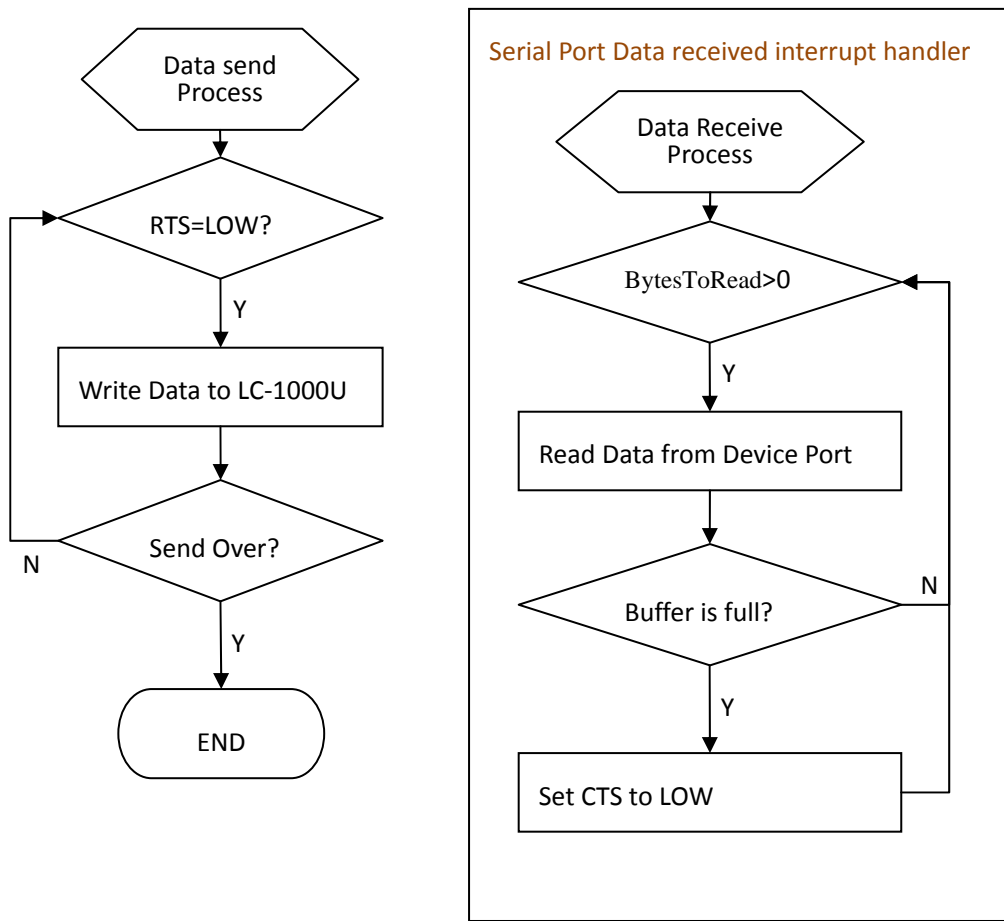 Data send
Process
RTS=LOW?
Y
Write Data to LC-1000U
Send Over?
N
Y
END
Serial Port Data received interrupt handler
Data Receive
Process
BytesToRead>0
Y
Read Data from Device Port
Buffer is full?
N
Y
Set CTS to LOW